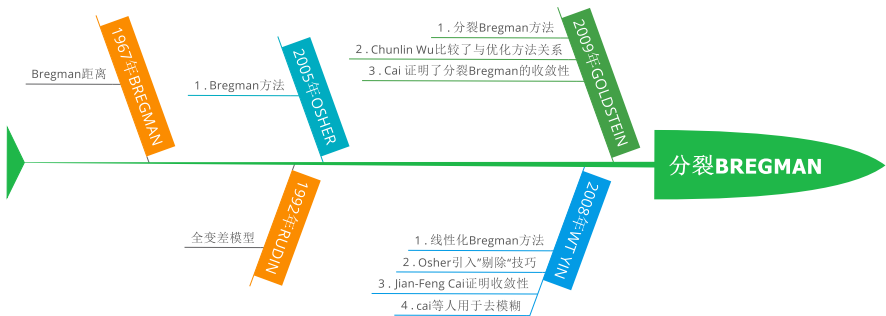 1967年BREGMAN
Bregman距离
2005年OSHER
1 . Bregman方法
2009年GOLDSTEIN
1 . 分裂Bregman方法
2 . Chunlin Wu比较了与优化方法关系
3 . Cai 证明了分裂Bregman的收敛性
分裂BREGMAN
1992年RUDIN
全变差模型
2008年WT YIN
1 . 线性化Bregman方法
2 . Osher引入”剔除“技巧
3 . Jian-Feng Cai证明收敛性
4 . cai等人用于去模糊